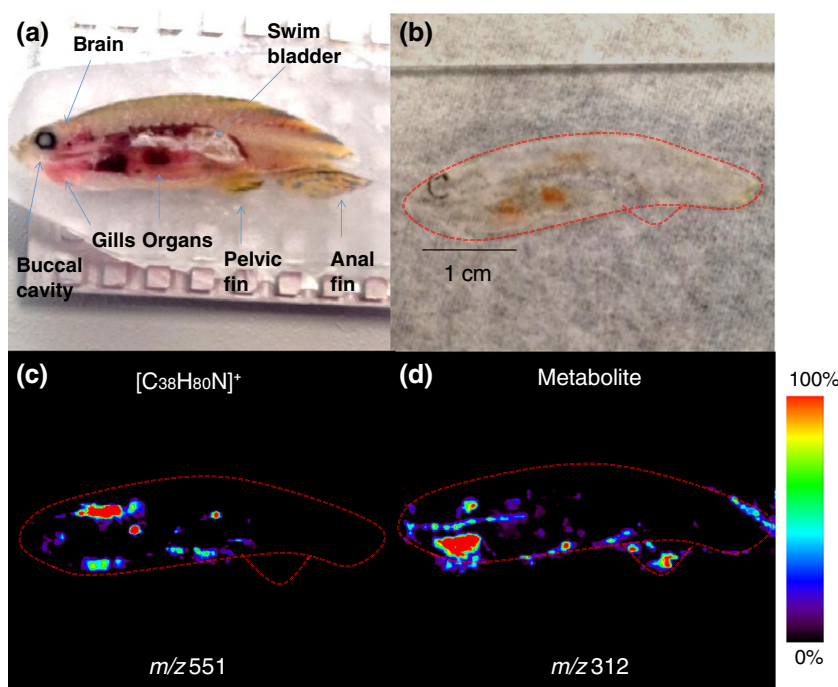 (a)
Brain
Swim
bladder
Gills Organs
Buccal
cavity
Pelvic
fin
Anal
fin
(b)
1 cm
(c)
[C38H80N]+
m/z 551
(d)
Metabolite
m/z 312
100%
0%